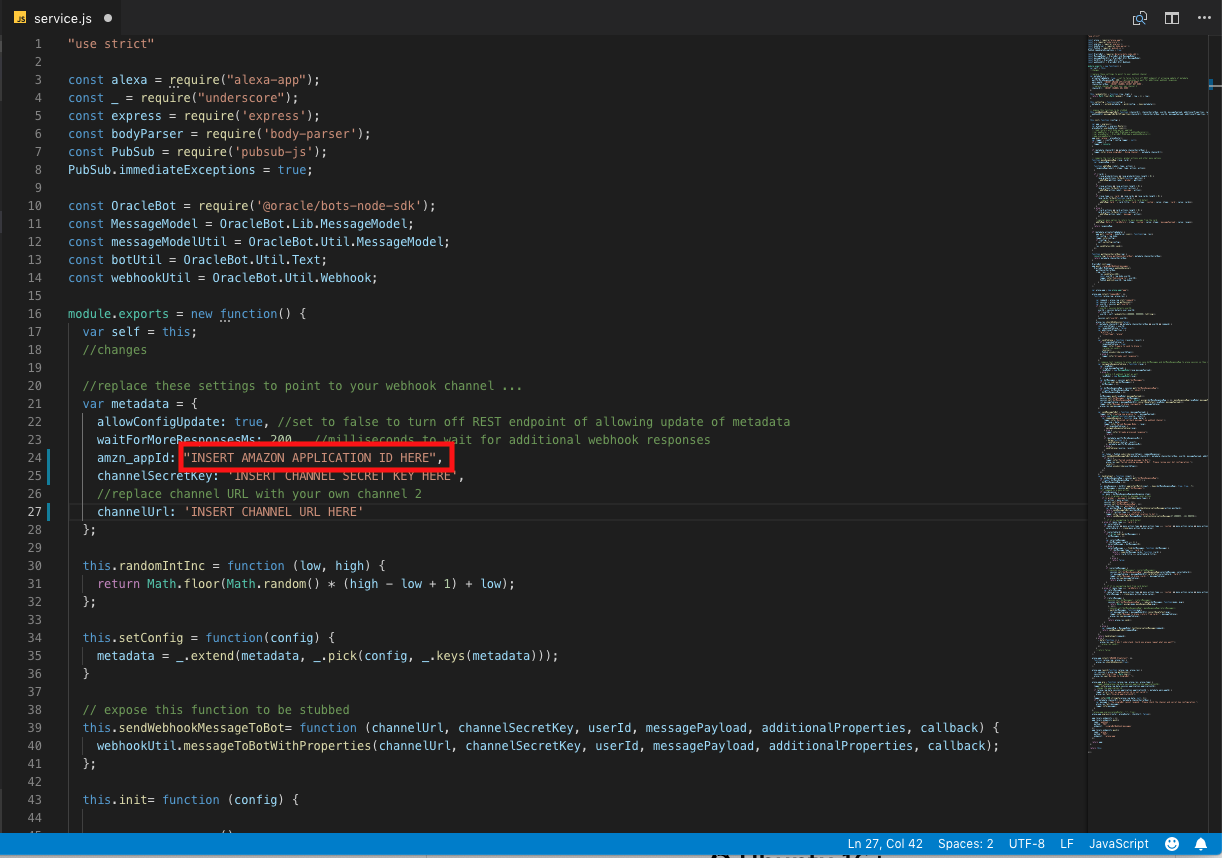 JS service.js
1 "use strict"
2
3 const alexa = require("alexa-app");
4 const _ = require("underscore");
5 const express = require('express');
6 const bodyParser = require('body-parser');
7 const PubSub = require('pubsub-js');
8 PubSub.immediateExceptions = true;
9
10 const OracleBot = require('@oracle/bots-node-sdk');
11 const MessageModel = OracleBot.Lib.MessageModel;
12 const messageModelUtil = OracleBot.Util.MessageModel;
13 const botUtil = OracleBot.Util.Text;
14 const webhookUtil = OracleBot.Util.Webhook;
15
16 module.exports = new function() {
17 var self = this;
18 //changes
19
20 //replace these settings to point to your webhook channel ...
21 var metadata = {
22 allowConfigUpdate: true, //set to false to turn off REST endpoint of allowing update of metadata
23 waitForMoreResponsesMs: 200, //milliseconds to wait for additional webhook responses
24 amzn_appId: "INSERT AMAZON APPLICATION ID HERE",
25 channelSecretKey: 'INSERT CHANNEL SECRET KEY HERE',
26 //replace channel URL with your own channel 2
27 channelUrl: 'INSERT CHANNEL URL HERE'
28 };
29
30 this.randomIntInc = function (low, high) {
31 return Math.floor(Math.random() * (high - low + 1) + low);
32 };
33
34 this.setConfig = function(config) {
35 metadata = _.extend(metadata, _.pick(config, _.keys(metadata)));
36 }
37
38 // expose this function to be stubbed
39 this.sendWebhookMessageToBot= function (channelUrl, channelSecretKey, userId, messagePayload, additionalProperties, callback) {
40 webhookUtil.messageToBotWithProperties(channelUrl, channelSecretKey, userId, messagePayload, additionalProperties, callback);
41 };
42
43 this.init= function (config) {
44
Ln 27, Col 42 Spaces: 2 UTF-8 LF JavaScript